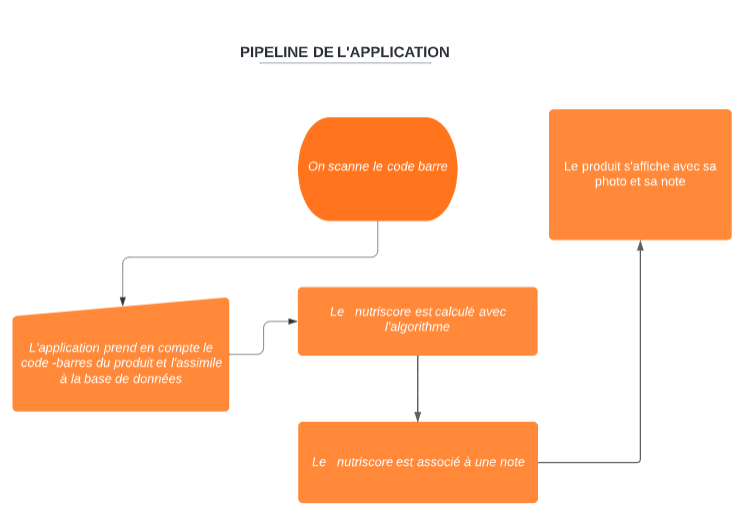 PIPELINE DE L'APPLICATION
On scanne le code barre
L'application prend en compte le
code -barres du produit et l'assimile
à la base de données
Le nutriscore est calculé avec
l'algorithme
Le nutriscore est associé à une note
Le produit s'affiche avec sa
photo et sa note